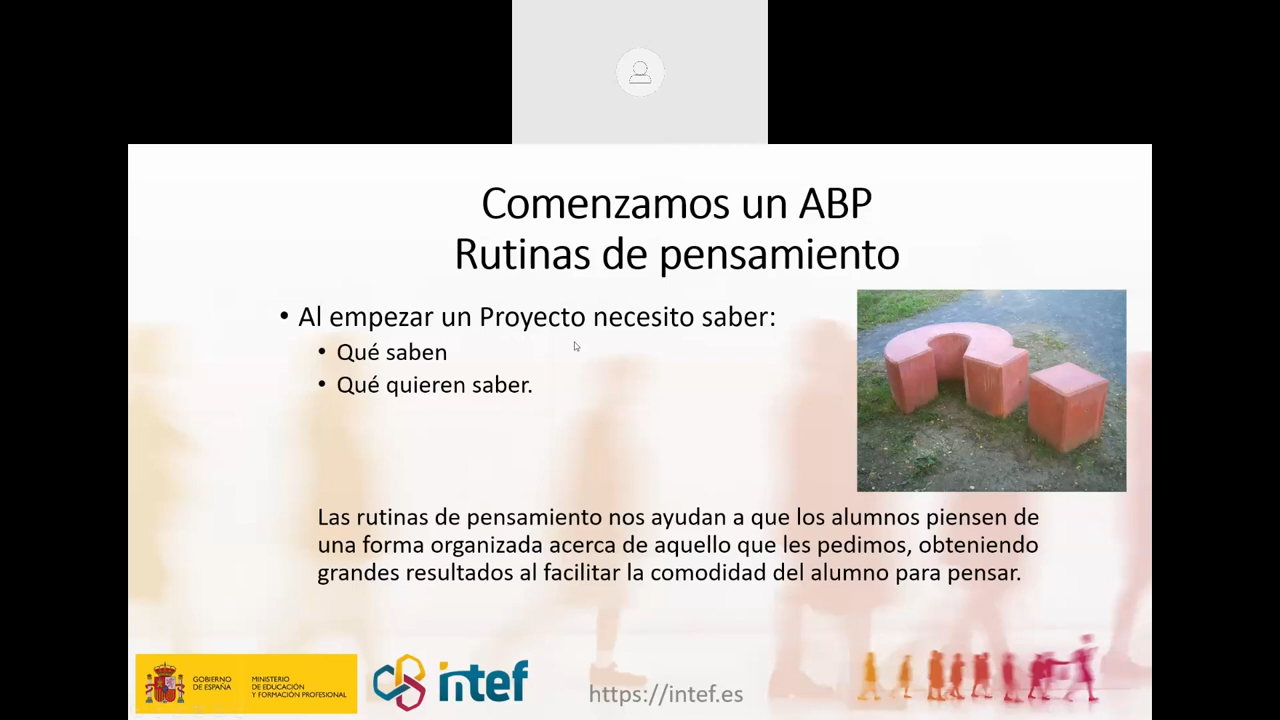 Comenzamos un ABP
Rutinas de pensamiento
• Al empezar un Proyecto necesito saber:
• Qué saben
• Qué quieren saber.
Las rutinas de pensamiento nos ayudan a que los alumnos piensen de
una forma organizada acerca de aquello que les pedimos, obteniendo
grandes resultados al facilitar la comodidad del alumno para pensar.
GOBIERNO
DE ESPAÑA
MINISTERIO
DE EDUCACIÓN
Y FORMACIÓN PROFESIONAL
intef
https://intef.es